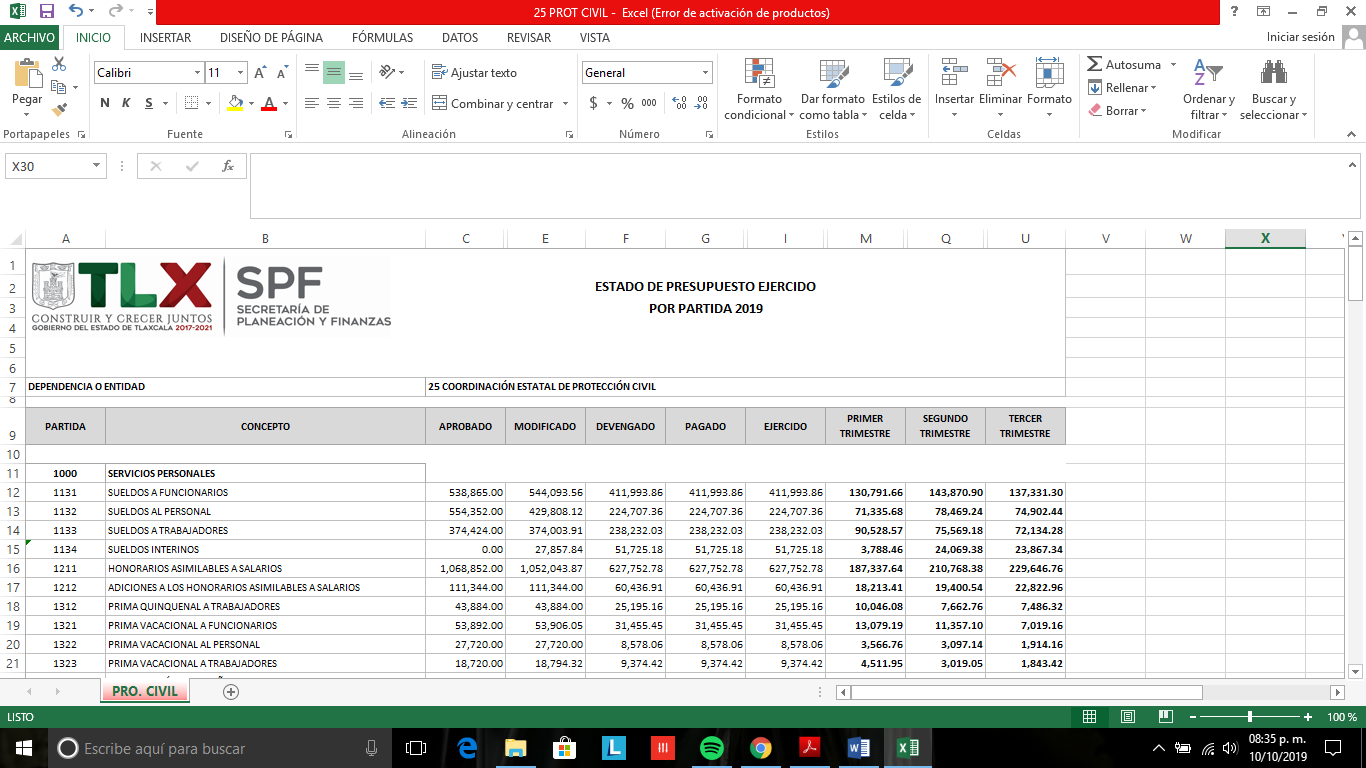 25 PROT CIVIL - Excel (Error de activación de productos)
ARCHIVO INICIO INSERTAR DISEÑO DE PÁGINA FÓRMULAS DATOS REVISAR VISTA Iniciar sesión
Pegar
Portapapeles
Calibri 11
N K S
Fuente
Ajustar texto
Combinar y centrar
Alineación
General
$ % 000
Número
Formato condicional
Dar formato como tabla
Estilos de celda
Estilos
Insertar Eliminar Formato
Celdas
Autosuma
Rellenar
Borrar
Ordenar y filtrar
Buscar y seleccionar
Modificar
X30
fx
A B C E F G I M Q U V W X
TLX
CONSTRUIR Y CRECER JUNTOS
GOBIERNO DEL ESTADO DE TLAXCALA 2017-2021
SPF
SECRETARÍA DE
PLANEACIÓN Y FINANZAS
ESTADO DE PRESUPUESTO EJERCIDO
POR PARTIDA 2019
1
2
3
4
5
6
7 DEPENDENCIA O ENTIDAD 25 COORDINACIÓN ESTATAL DE PROTECCIÓN CIVIL
8
9 PARTIDA CONCEPTO APROBADO MODIFICADO DEVENGADO PAGADO EJERCIDO PRIMER TRIMESTRE SEGUNDO TRIMESTRE TERCER TRIMESTRE
10
11 1000 SERVICIOS PERSONALES
12 1131 SUELDOS A FUNCIONARIOS 538,865.00 544,093.56 411,993.86 411,993.86 411,993.86 130,791.66 143,870.90 137,331.30
13 1132 SUELDOS AL PERSONAL 554,352.00 429,808.12 224,707.36 224,707.36 224,707.36 71,335.68 78,469.24 74,902.44
14 1133 SUELDOS A TRABAJADORES 374,424.00 374,003.91 238,232.03 238,232.03 238,232.03 90,528.57 75,569.18 72,134.28
15 1134 SUELDOS INTERINOS 0.00 27,857.84 51,725.18 51,725.18 51,725.18 3,788.46 24,069.38 23,867.34
16 1211 HONORARIOS ASIMILABLES A SALARIOS 1,068,852.00 1,052,043.87 627,752.78 627,752.78 627,752.78 187,337.64 210,768.38 229,646.76
17 1212 ADICIONES A LOS HONORARIOS ASIMILABLES A SALARIOS 111,344.00 111,344.00 60,436.91 60,436.91 60,436.91 18,213.41 19,400.54 22,822.96
18 1312 PRIMA QUINQUENAL A TRABAJADORES 43,884.00 43,884.00 25,195.16 25,195.16 25,195.16 10,046.08 7,662.76 7,486.32
19 1321 PRIMA VACACIONAL A FUNCIONARIOS 53,892.00 53,906.05 31,455.45 31,455.45 31,455.45 13,079.19 11,357.10 7,019.16
20 1322 PRIMA VACACIONAL AL PERSONAL 27,720.00 27,720.00 8,578.06 8,578.06 8,578.06 3,566.76 3,097.14 1,914.16
21 1323 PRIMA VACACIONAL A TRABAJADORES 18,720.00 18,794.32 9,374.42 9,374.42 9,374.42 4,511.95 3,019.05 1,843.42
PRO. CIVIL
LISTO 100 %
Escribe aquí para buscar
08:35 p. m.
10/10/2019